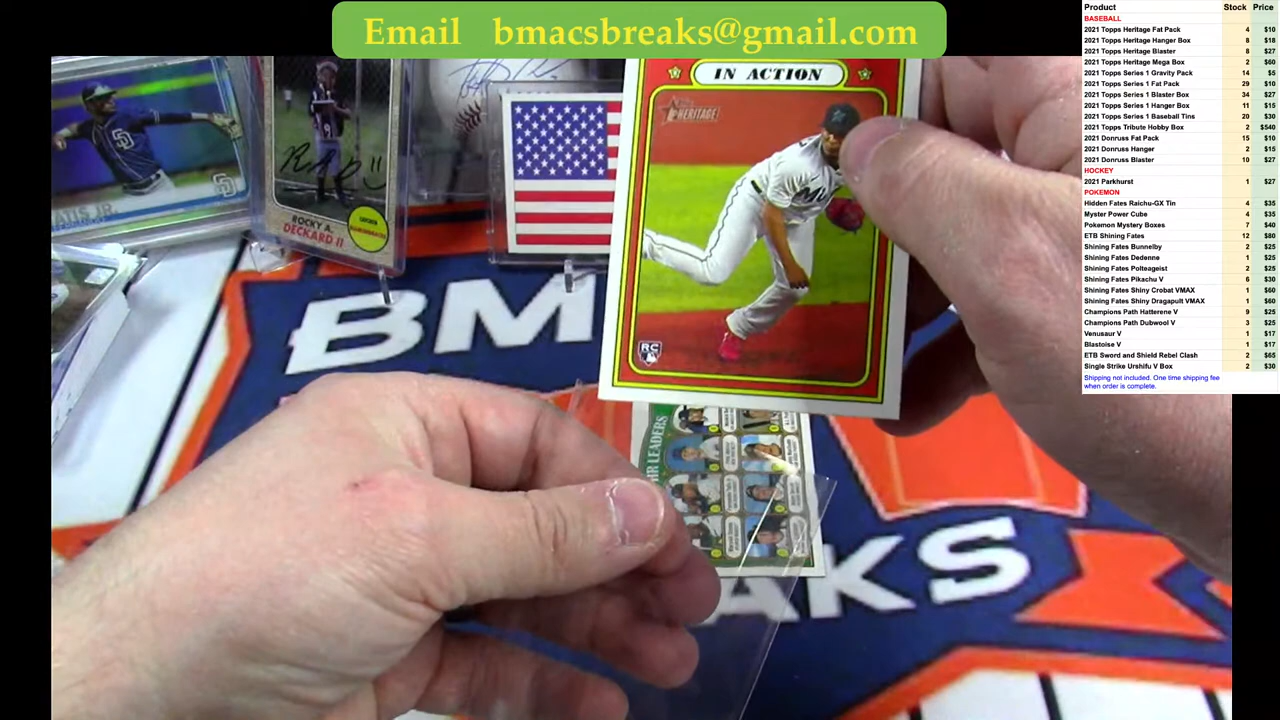 Email bmacsbreaks@gmail.com
Product Stock Price
BASEBALL
2021 Topps Heritage Fat Pack 4 $10
2021 Topps Heritage Hanger Box 8 $18
2021 Topps Heritage Blaster 8 $27
2021 Topps Heritage Mega Box 2 $60
2021 Topps Series 1 Gravity Pack 14 $5
2021 Topps Series 1 Fat Pack 29 $10
2021 Topps Series 1 Blaster Box 34 $27
2021 Topps Series 1 Hanger Box 11 $15
2021 Topps Series 1 Baseball Tins 20 $30
2021 Topps Tribute Hobby Box 2 $540
2021 Donruss Fat Pack 15 $10
2021 Donruss Hanger 2 $15
2021 Donruss Blaster 10 $27
HOCKEY
2021 Parkhurst 1 $27
POKEMON
Hidden Fates Raichu-GX Tin 4 $35
Myster Power Cube 4 $35
Pokemon Mystery Boxes 7 $40
ETB Shining Fates 12 $80
Shining Fates Bunnelby 2 $25
Shining Fates Dedenne 1 $25
Shining Fates Polteageist 2 $25
Shining Fates Pikachu V 6 $30
Shining Fates Shiny Crobat VMAX 1 $60
Shining Fates Shiny Dragapult VMAX 1 $60
Champions Path Hatterene V 9 $25
Champions Path Dubwool V 3 $25
Venusaur V 1 $17
Blastoise V 1 $17
ETB Sword and Shield Rebel Clash 2 $65
Single Strike Urshifu V Box 2 $30
Shipping not included. One time shipping fee
when order is complete.
IN ACTION
HERITAGE
RC
SD
ROCKY A.
DECKARD II
BM
AKS
HR LEADERS